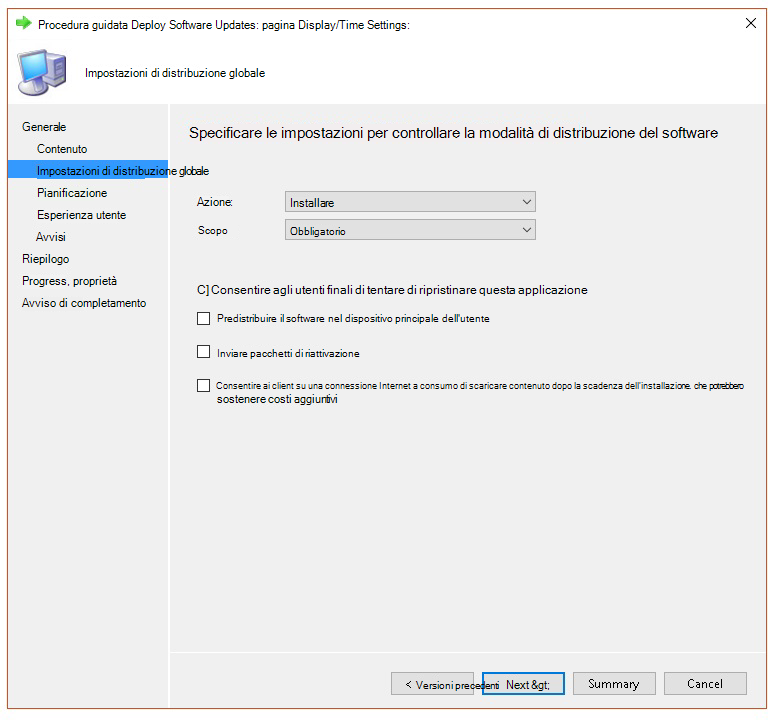 Procedura guidata Deploy Software Updates: pagina Display/Time Settings:
Impostazioni di distribuzione globale
Generale
Contenuto
Impostazioni di distribuzione globale
Pianificazione
Esperienza utente
Avvisi
Riepilogo
Progress, proprietà
Avviso di completamento
Specificare le impostazioni per controllare la modalità di distribuzione del software
Azione:
Installare
Scopo
Obbligatorio
C] Consentire agli utenti finali di tentare di ripristinare questa applicazione
Predistribuire il software nel dispositivo principale dell'utente
Inviare pacchetti di riattivazione
Consentire ai client su una connessione Internet a consumo di scaricare contenuto dopo la scadenza dell'installazione. che potrebbero
sostenere costi aggiuntivi
< Versioni precedenti
Next &gt;
Summary
Cancel